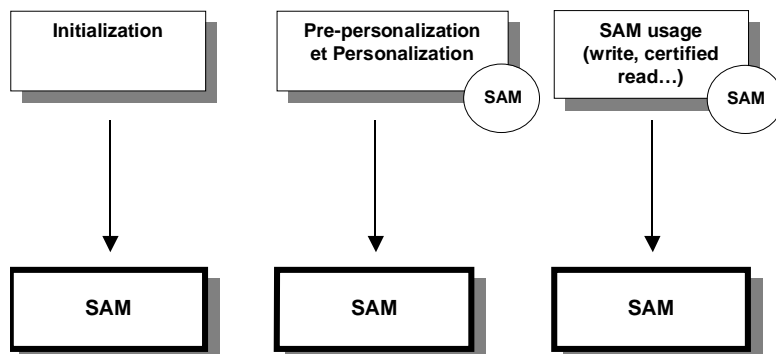 Initialization
Pre-personalization
et Personalization
SAM
SAM usage
(write, certified
read…)
SAM
SAM
SAM
SAM